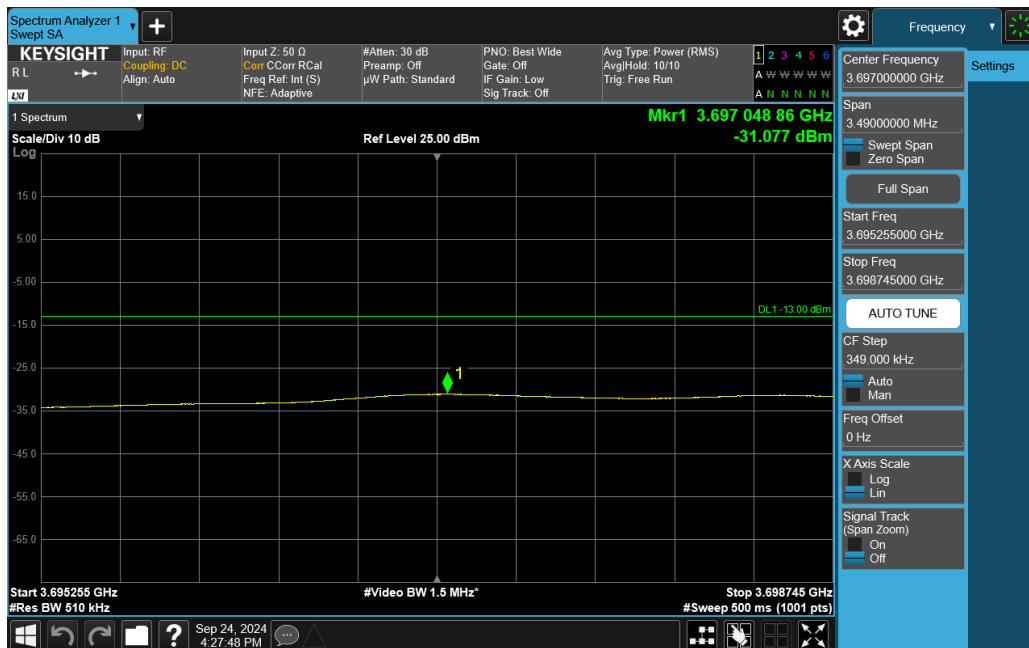 Spectrum Analyzer 1
Swept SA
Frequency
KEYSIGHT
R L
LXI
Input: RF
Coupling: DC
Align: Auto
Input Z: 50 Ω
Corr CCorr RCal
Freq Ref: Int (S)
NFE: Adaptive
#Atten: 30 dB
Preamp: Off
µW Path: Standard
PNO: Best Wide
Gate: Off
IF Gain: Low
Sig Track: Off
Avg Type: Power (RMS)
Avg|Hold: 10/10
Trig: Free Run
1 2 3 4 5 6
A W W W W W
A N N N N N
1 Spectrum
Scale/Div 10 dB
Ref Level 25.00 dBm
Mkr1 3.697 048 86 GHz
-31.077 dBm
Log
15.0
5.00
-5.00
-15.0
-25.0
-35.0
-45.0
-55.0
-65.0
DL1 -13.00 dBm
1
Start 3.695255 GHz
#Res BW 510 kHz
#Video BW 1.5 MHz*
Stop 3.698745 GHz
#Sweep 500 ms (1001 pts)
Center Frequency
3.697000000 GHz
Span
3.49000000 MHz
Swept Span
Zero Span
Full Span
Start Freq
3.695255000 GHz
Stop Freq
3.698745000 GHz
AUTO TUNE
CF Step
349.000 kHz
Auto
Man
Freq Offset
0 Hz
X Axis Scale
Log
Lin
Signal Track
(Span Zoom)
On
Off
Settings
?
Sep 24, 2024
4:27:48 PM